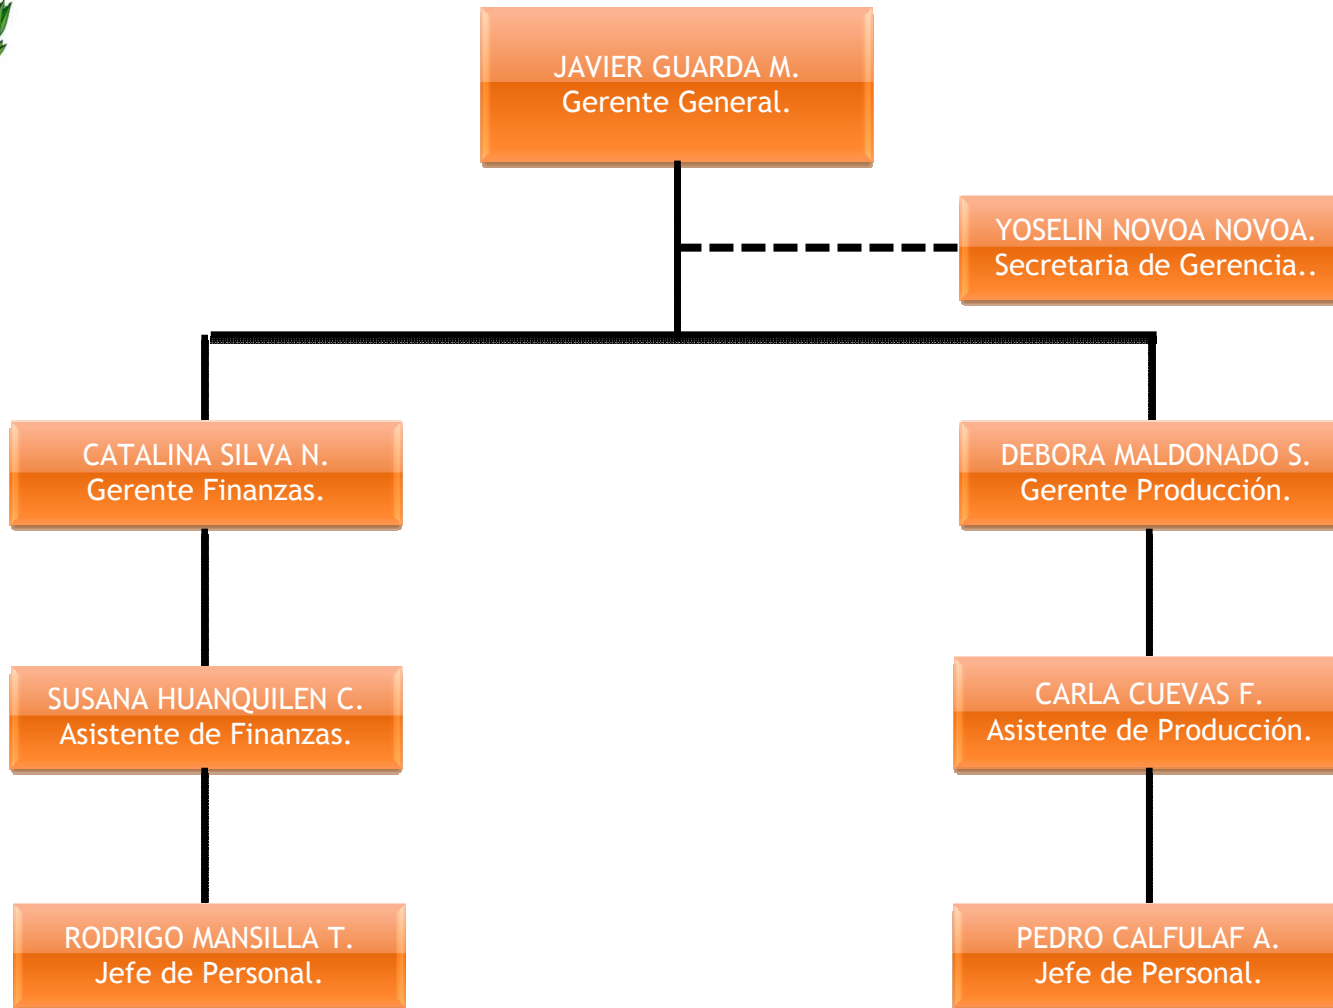 JAVIER GUARDA M.
Gerente General.
YOSELIN NOVOA NOVOA.
Secretaria de Gerencia..
CATALINA SILVA N.
Gerente Finanzas.
DEBORA MALDONADO S.
Gerente Producción.
SUSANA HUANQUILEN C.
Asistente de Finanzas.
CARLA CUEVAS F.
Asistente de Producción.
RODRIGO MANSILLA T.
Jefe de Personal.
PEDRO CALFULAF A.
Jefe de Personal.